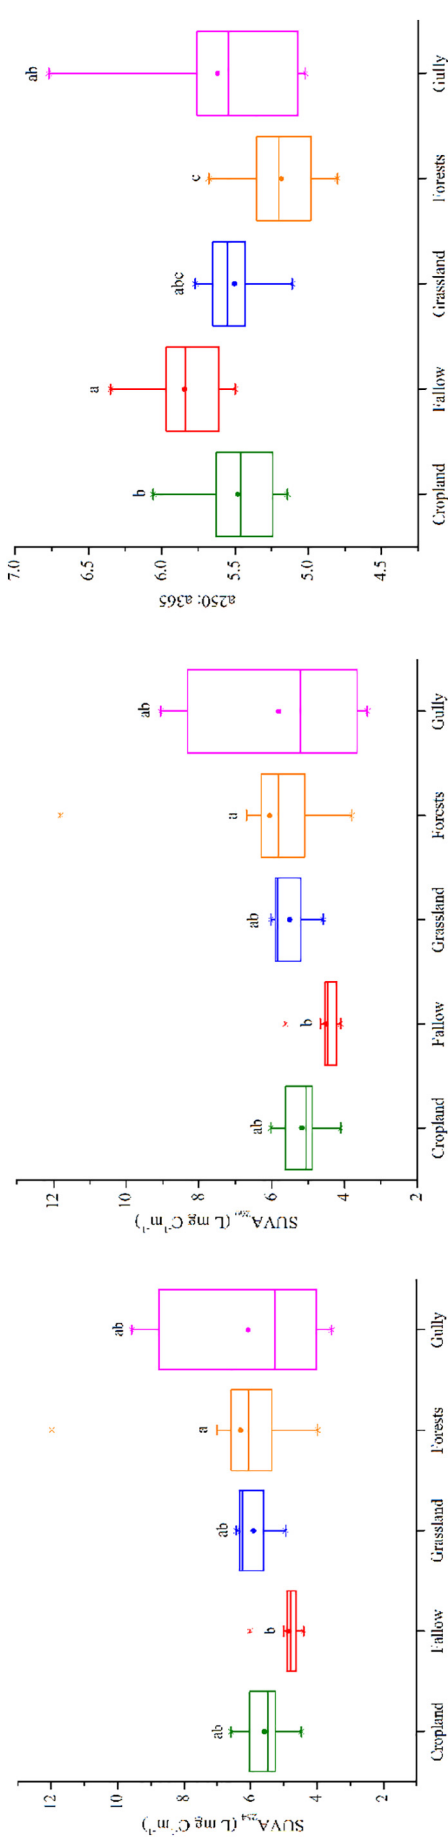 7.0
6.5
6.0
5.5
5.0
4.5
a250: a365
b
a
abc
c
ab
Cropland
Fallow
Grassland
Forests
Gully
12
10
8
6
4
2
SUVA260 (L mg C-1m-1)
ab
b
ab
a
ab
Cropland
Fallow
Grassland
Forests
Gully
12
10
8
6
4
2
SUVA254 (L mg C-1m-1)
ab
b
ab
a
ab
Cropland
Fallow
Grassland
Forests
Gully